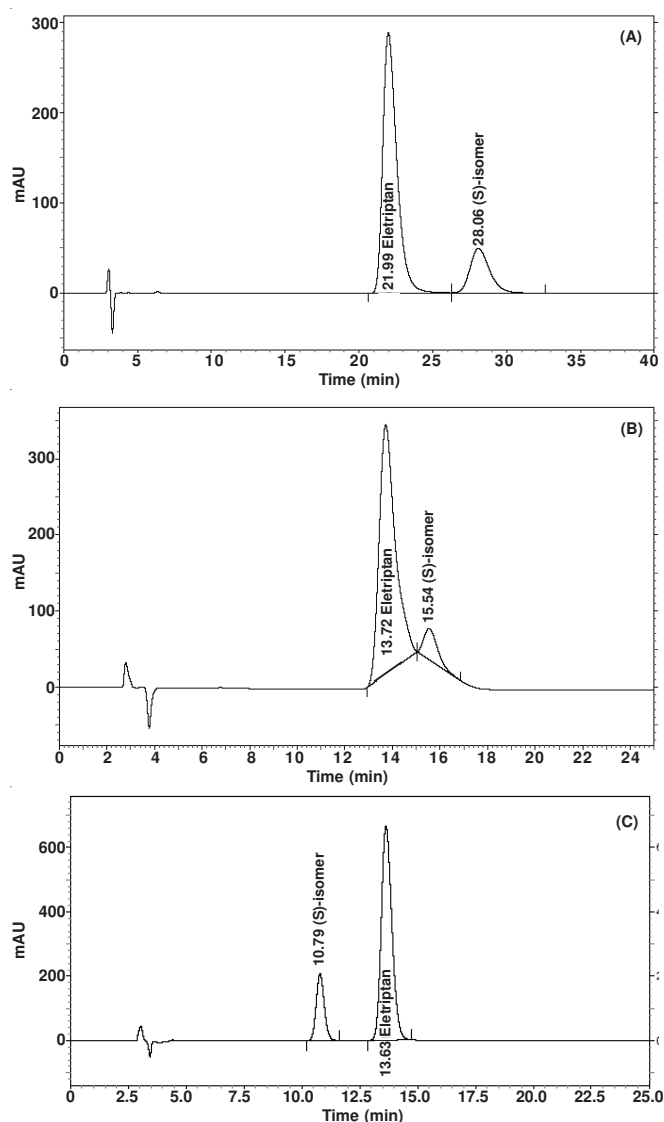 300
(A)
200
100
0
mAU
21.99 Eletriptan
28.06 (S)-isomer
0 5 10 15 20 25 30 35 40
Time (min)
(B)
300
200
100
0
mAU
13.72 Eletriptan
15.54 (S)-isomer
0 2 4 6 8 10 12 14 16 18 20 22 24
Time (min)
(C)
600
400
200
0
mAU
10.79 (S)-isomer
13.63 Eletriptan
6
4
2
0
0 2.5 5.0 7.5 10.0 12.5 15.0 17.5 20.0 22.5 25.0
Time (min)